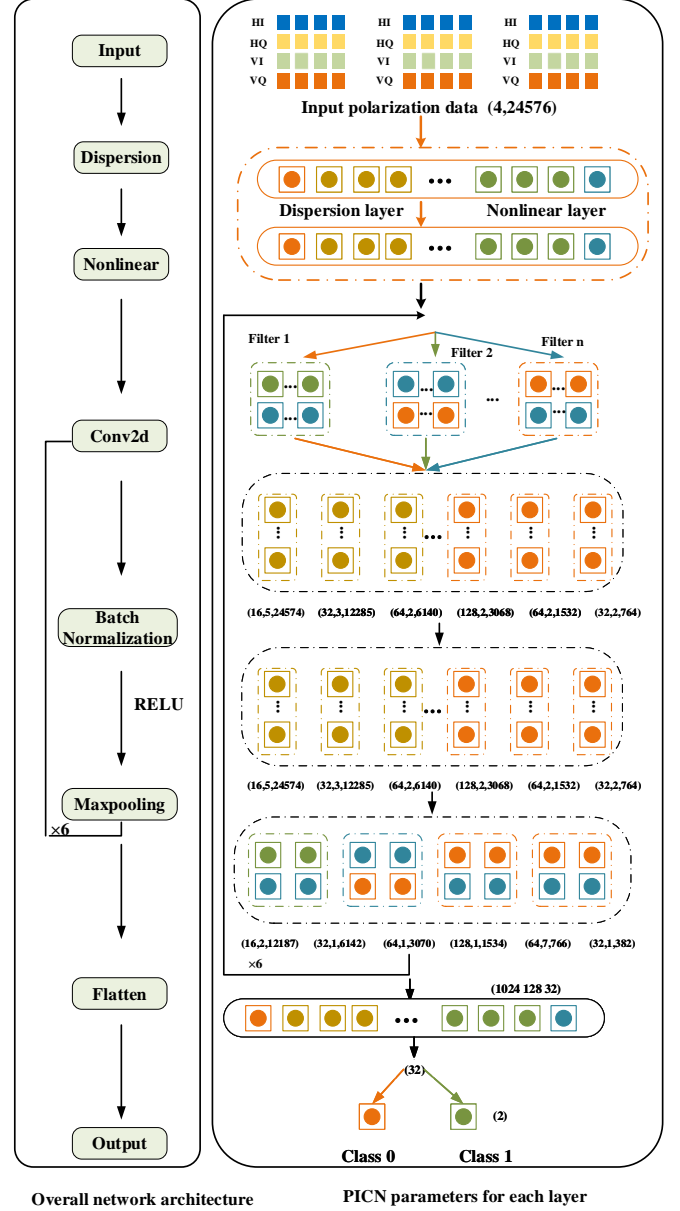 Input
Dispersion
Nonlinear
Conv2d
Batch
Normalization
RELU
Maxpooling
×6
Flatten
Output
Overall network architecture
HI HI HI
HQ HQ HQ
VI VI VI
VQ VQ VQ
Input polarization data (4,24576)
...
Dispersion layer Nonlinear layer
...
Filter 1 Filter 2 Filter n
... ... ... ...
... ... ...
...
(16,5,24574) (32,3,12285) (64,2,6140) (128,2,3068) (64,2,1532) (32,2,764)
...
(16,5,24574) (32,3,12285) (64,2,6140) (128,2,3068) (64,2,1532) (32,2,764)
(16,2,12187) (32,1,6142) (64,1,3070) (128,1,1534) (64,7,766) (32,1,382)
×6
(1024 128 32)
...
(32)
(2)
Class 0 Class 1
PICN parameters for each layer